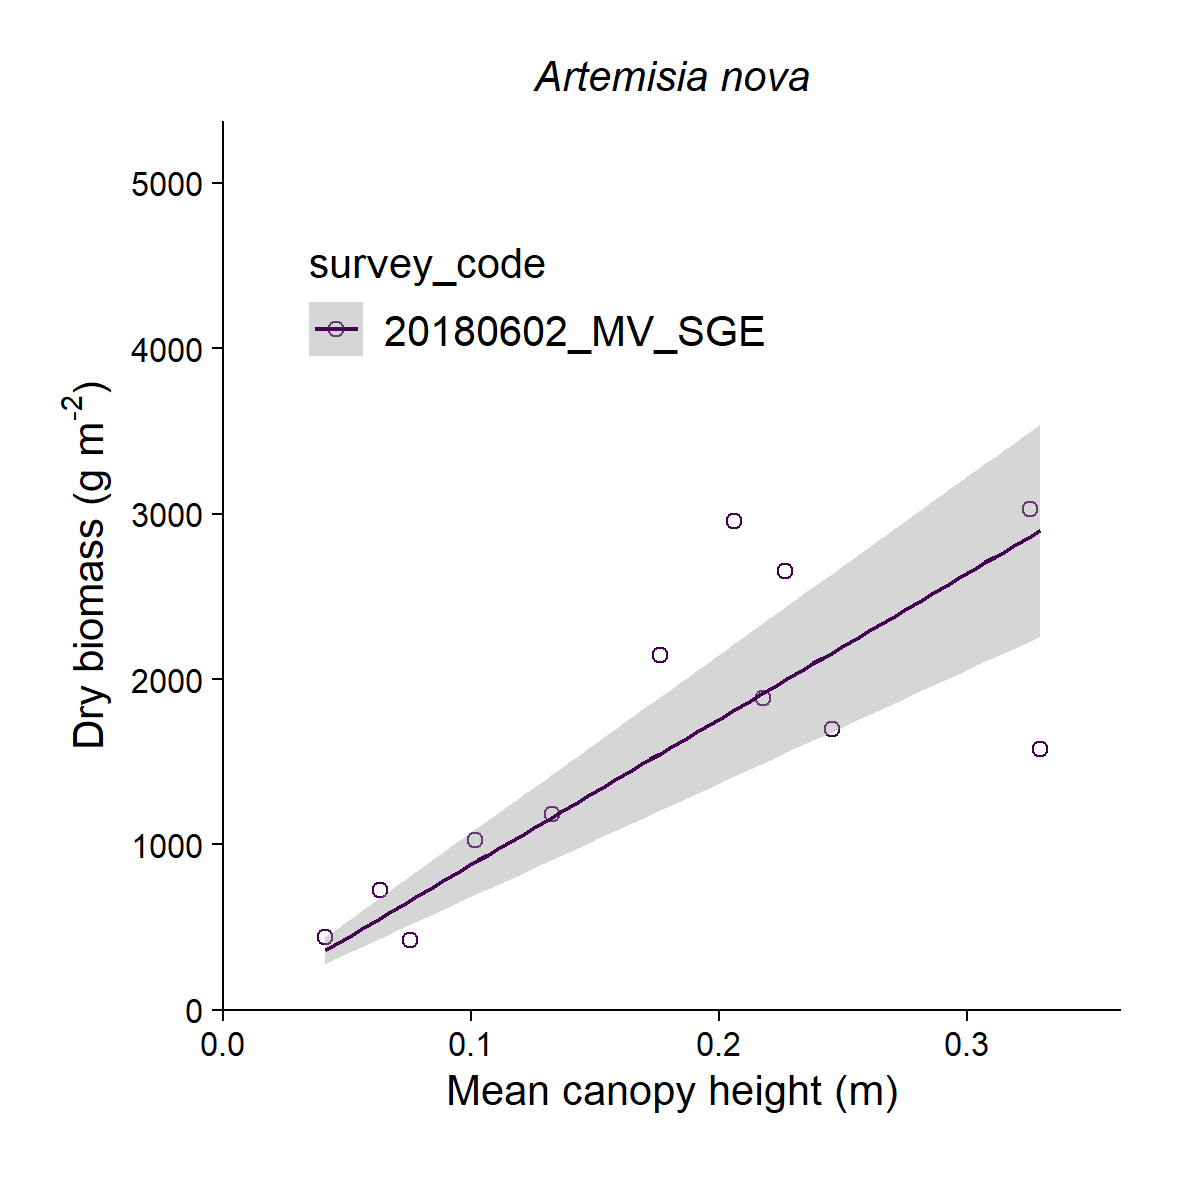 Artemisia nova
5000
survey_code
20180602_MV_SGE
4000
Dry biomass (g m⁻²)
3000
2000
1000
0
0.0 0.1 0.2 0.3
Mean canopy height (m)